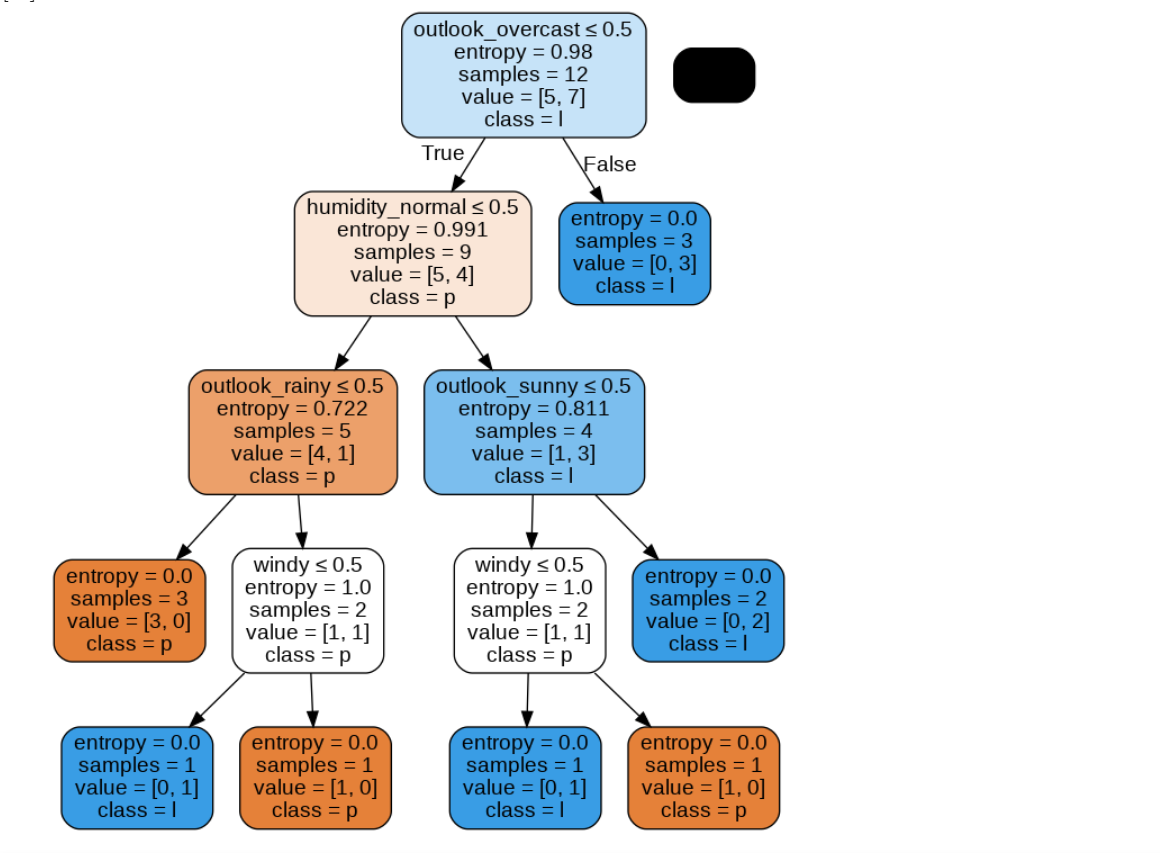 outlook_overcast ≤ 0.5
entropy = 0.98
samples = 12
value = [5, 7]
class = l
True
False
humidity_normal ≤ 0.5
entropy = 0.991
samples = 9
value = [5, 4]
class = p
entropy = 0.0
samples = 3
value = [0, 3]
class = l
outlook_rainy ≤ 0.5
entropy = 0.722
samples = 5
value = [4, 1]
class = p
outlook_sunny ≤ 0.5
entropy = 0.811
samples = 4
value = [1, 3]
class = l
entropy = 0.0
samples = 3
value = [3, 0]
class = p
windy ≤ 0.5
entropy = 1.0
samples = 2
value = [1, 1]
class = p
windy ≤ 0.5
entropy = 1.0
samples = 2
value = [1, 1]
class = p
entropy = 0.0
samples = 2
value = [0, 2]
class = l
entropy = 0.0
samples = 1
value = [0, 1]
class = l
entropy = 0.0
samples = 1
value = [1, 0]
class = p
entropy = 0.0
samples = 1
value = [0, 1]
class = l
entropy = 0.0
samples = 1
value = [1, 0]
class = p